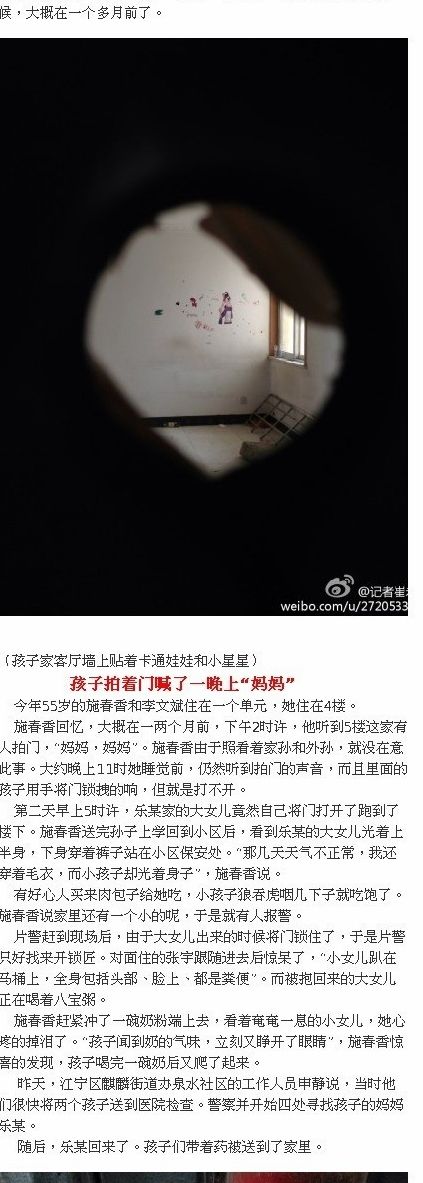 候，大概在一个多月前了。
@记者崔
weibo.com/u/2720533
（孩子家客厅墙上贴着卡通娃娃和小星星）
孩子拍着门喊了一晚上“妈妈”
今年55岁的施春香和李文斌住在一个单元，她住在4楼。
施春香回忆，大概在一两个月前，下午2时许，他听到5楼这家有
人拍门，“妈妈，妈妈”。施春香由于照看着家孙和外孙，就没在意
此事。大约晚上11时她睡觉前，仍然听到拍门的声音，而且里面的
孩子用手将门锁拽的响，但就是打不开。
第二天早上5时许，乐某家的大女儿竟然自己将门打开了跑到了
楼下。施春香送完孙子上学回到小区后，看到乐某的大女儿光着上
半身，下身穿着裤子站在小区保安处。“那几天天气不正常，我还
穿着毛衣，而小孩子却光着身子”，施春香说。
有好心人买来肉包子给她吃，小孩子狼吞虎咽几下子就吃饱了。
施春香说家里还有一个小的呢，于是就有人报警。
片警赶到现场后，由于大女儿出来的时候将门锁住了，于是片警
只好找来开锁匠。对面住的张宇跟随进去后惊呆了，“小女儿趴在
马桶上，全身包括头部、脸上、都是粪便”。而被抱回来的大女儿
正在喝着八宝粥。
施春香赶紧冲了一碗奶粉端上去，看着奄奄一息的小女儿，她心
疼的掉泪了。“孩子闻到奶的气味，立刻又睁开了眼睛”，施春香惊
喜的发现，孩子喝完一碗奶后又爬了起来。
昨天，江宁区麒麟街道办泉水社区的工作人员申静说，当时他
们很快将两个孩子送到医院检查。警察并开始四处寻找孩子的妈妈
乐某。
随后，乐某回来了。孩子们带着药被送到了家里。